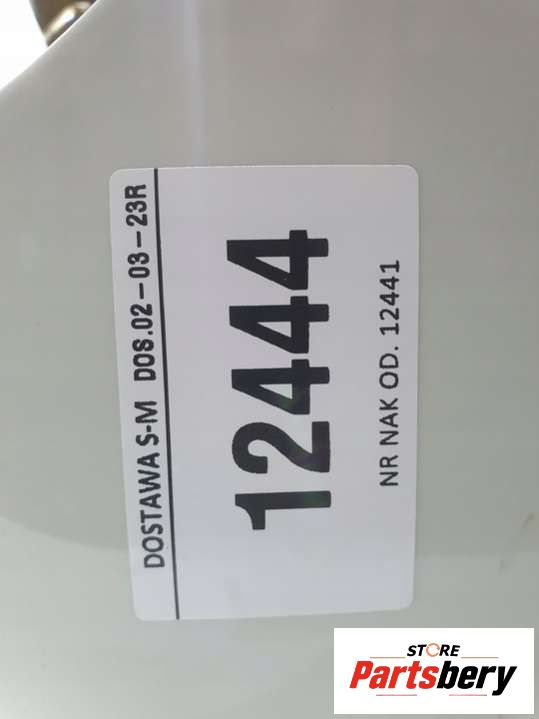 DOSTAWA S-M DOS.02-03-23R
12444
NR NAK OD. 12441
STORE
Partsbery